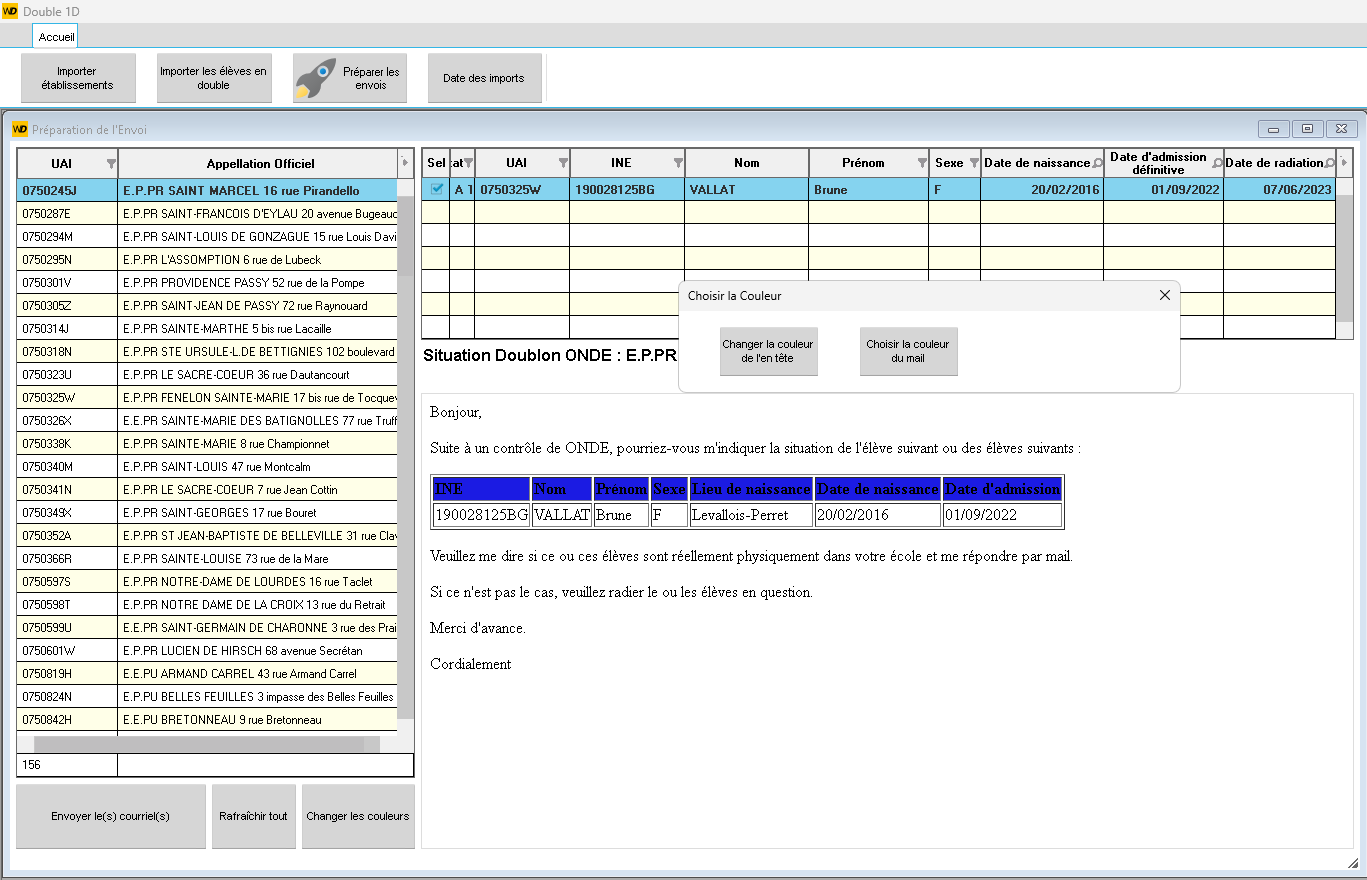 WD Double 1D
Accueil
Importer
établissements
Importer les élèves en
double
Préparer les
envois
Date des imports
WD Préparation de l'Envoi
UAI Appellation Officiel
0750245J E.P.PR SAINT MARCEL 16 rue Pirandello
0750287E E.P.PR SAINT-FRANCOIS D'EYLAU 20 avenue Bugeauc
0750294M E.P.PR SAINT-LOUIS DE GONZAGUE 15 rue Louis Davi
0750295N E.P.PR L'ASSOMPTION 6 rue de Lubeck
0750301V E.P.PR PROVIDENCE PASSY 52 rue de la Pompe
0750305Z E.P.PR SAINT-JEAN DE PASSY 72 rue Raynouard
0750314J E.P.PR SAINTE-MARTHE 5 bis rue Lacaille
0750318N E.P.PR STE URSULE-L.DE BETTIGNIES 102 boulevard
0750323U E.P.PR LE SACRE-COEUR 36 rue Dautancourt
0750325W E.P.PR FENELON SAINTE-MARIE 17 bis rue de Tocquev
0750326X E.E.PR SAINTE-MARIE DES BATIGNOLLES 77 rue Truff
0750338K E.P.PR SAINTE-MARIE 8 rue Championnet
0750340M E.P.PR SAINT-LOUIS 47 rue Montcalm
0750341N E.P.PR LE SACRE-COEUR 7 rue Jean Cottin
0750349X E.P.PR SAINT-GEORGES 17 rue Bouret
0750352A E.P.PR ST JEAN-BAPTISTE DE BELLEVILLE 31 rue Clav
0750366R E.P.PR SAINTE-LOUISE 73 rue de la Mare
0750597S E.P.PR NOTRE-DAME DE LOURDES 16 rue Taclet
0750598T E.P.PR NOTRE DAME DE LA CROIX 13 rue du Retrait
0750599U E.E.PR SAINT-GERMAIN DE CHARONNE 3 rue des Prai
0750601W E.P.PR LUCIEN DE HIRSCH 68 avenue Secrétan
0750819H E.E.PU ARMAND CARREL 43 rue Armand Carrel
0750824N E.P.PU BELLES FEUILLES 3 impasse des Belles Feuilles
0750842H E.E.PU BRETONNEAU 9 rue Bretonneau
156
Envoyer le(s) courriel(s) Rafraîchir tout Changer les couleurs
Sel at UAI INE Nom Prénom Sexe Date de naissance Date d'admission définitive Date de radiation
A 1 0750325W 190028125BG VALLAT Brune F 20/02/2016 01/09/2022 07/06/2023
Choisir la Couleur
Changer la couleur
de l'en tête
Choisir la couleur
du mail
Situation Doublon ONDE : E.P.PR
Bonjour,
Suite à un contrôle de ONDE, pourriez-vous m'indiquer la situation de l'élève suivant ou des élèves suivants :
INE Nom Prénom Sexe Lieu de naissance Date de naissance Date d'admission
190028125BG VALLAT Brune F Levallois-Perret 20/02/2016 01/09/2022
Veuillez me dire si ce ou ces élèves sont réellement physiquement dans votre école et me répondre par mail.
Si ce n'est pas le cas, veuillez radier le ou les élèves en question.
Merci d'avance.
Cordialement